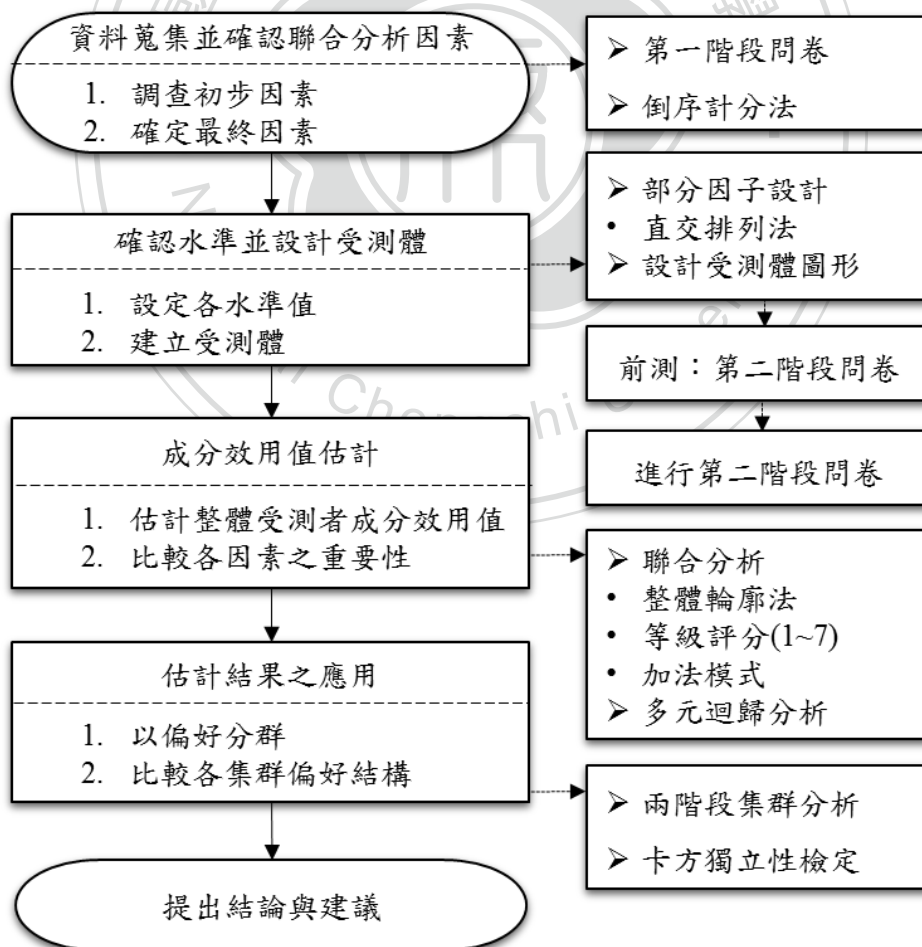 資料蒐集並確認聯合分析因素
1. 調查初步因素
2. 確定最終因素
➢ 第一階段問卷
➢ 倒序計分法
確認水準並設計受測體
1. 設定各水準值
2. 建立受測體
➢ 部分因子設計
• 直交排列法
➢ 設計受測體圖形
前測：第二階段問卷
進行第二階段問卷
成分效用值估計
1. 估計整體受測者成分效用值
2. 比較各因素之重要性
➢ 聯合分析
• 整體輪廓法
• 等級評分(1~7)
• 加法模式
➢ 多元迴歸分析
估計結果之應用
1. 以偏好分群
2. 比較各集群偏好結構
➢ 兩階段集群分析
➢ 卡方獨立性檢定
提出結論與建議